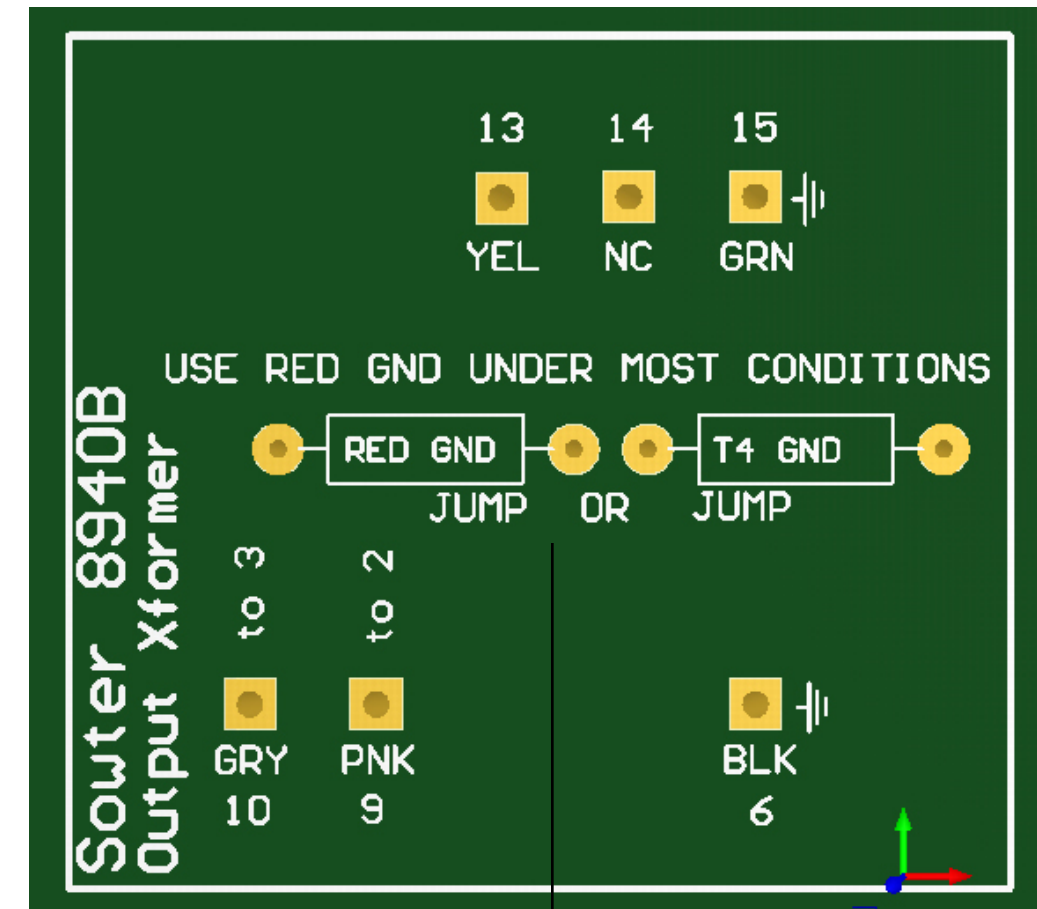 13 14 15
YEL NC GRN
USE RED GND UNDER MOST CONDITIONS
RED GND T4 GND
JUMP OR JUMP
to 3
to 2
GRY PNK BLK
10 9 6
Sowter 8940B
Output Xformer